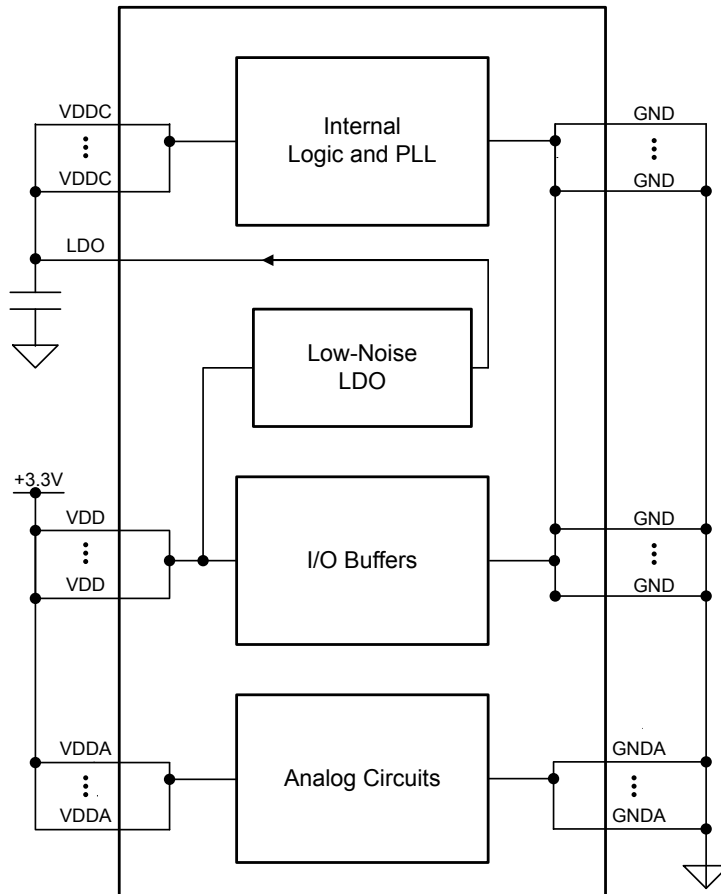 VDDC
Internal
Logic and PLL
GND
VDDC
GND
LDO
Low-Noise
LDO
+3.3V
VDD
GND
I/O Buffers
VDD
GND
VDDA
GNDA
Analog Circuits
VDDA
GNDA